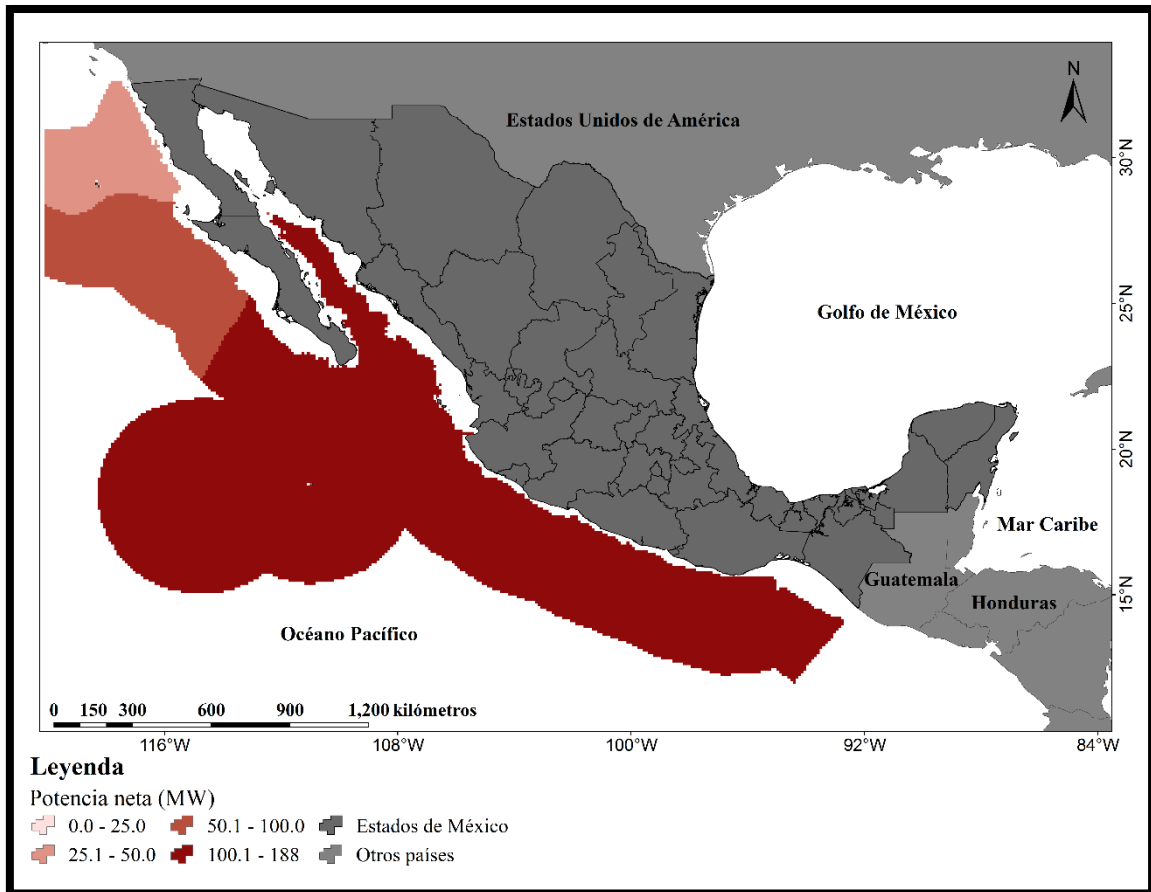 N
Estados Unidos de América
30°N
25°N
Golfo de México
20°N
Mar Caribe
Guatemala
Honduras
15°N
Océano Pacífico
0 150 300 600 900 1,200 kilómetros
116°W 108°W 100°W 92°W 84°W
Leyenda
Potencia neta (MW)
0.0 - 25.0 50.1 - 100.0 Estados de México
25.1 - 50.0 100.1 - 188 Otros países